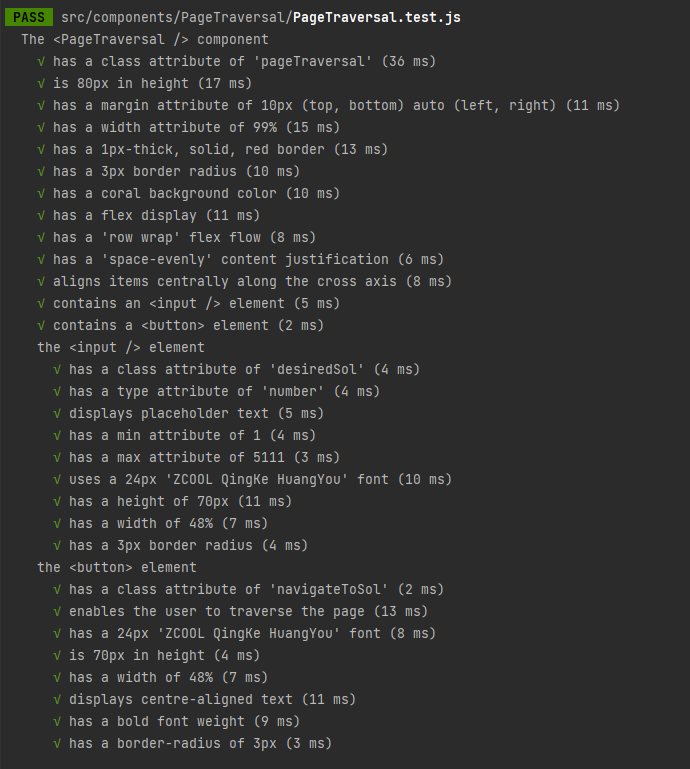 PASS src/components/PageTraversal/PageTraversal.test.js
The <PageTraversal /> component
√ has a class attribute of 'pageTraversal' (36 ms)
√ is 80px in height (17 ms)
√ has a margin attribute of 10px (top, bottom) auto (left, right) (11 ms)
√ has a width attribute of 99% (15 ms)
√ has a 1px-thick, solid, red border (13 ms)
√ has a 3px border radius (10 ms)
√ has a coral background color (10 ms)
√ has a flex display (11 ms)
√ has a 'row wrap' flex flow (8 ms)
√ has a 'space-evenly' content justification (6 ms)
√ aligns items centrally along the cross axis (8 ms)
√ contains an <input /> element (5 ms)
√ contains a <button> element (2 ms)
the <input /> element
√ has a class attribute of 'desiredSol' (4 ms)
√ has a type attribute of 'number' (4 ms)
√ displays placeholder text (5 ms)
√ has a min attribute of 1 (4 ms)
√ has a max attribute of 5111 (3 ms)
√ uses a 24px 'ZCOOL QingKe HuangYou' font (10 ms)
√ has a height of 70px (11 ms)
√ has a width of 48% (7 ms)
√ has a 3px border radius (4 ms)
the <button> element
√ has a class attribute of 'navigateToSol' (2 ms)
√ enables the user to traverse the page (13 ms)
√ has a 24px 'ZCOOL QingKe HuangYou' font (8 ms)
√ is 70px in height (4 ms)
√ has a width of 48% (7 ms)
√ displays centre-aligned text (11 ms)
√ has a bold font weight (9 ms)
√ has a border-radius of 3px (3 ms)